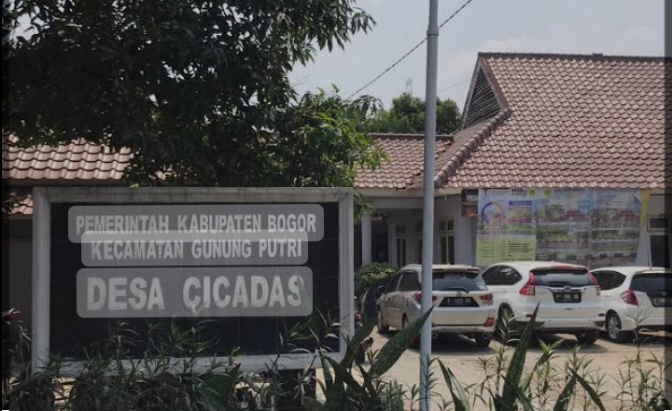 PEMERINTAH KABUPATEN BOGOR
KECAMATAN GUNUNG PUTRI
DESA CICADAS